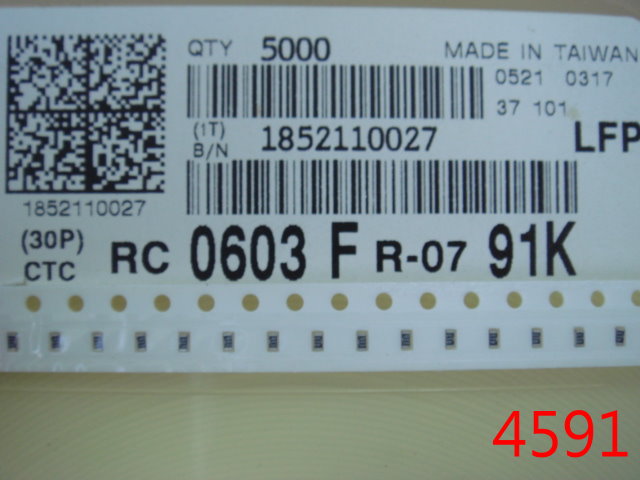 QTY 5000 MADE IN TAIWAN
0521 0317
37 101
(1T)
B/N 1852110027 LFP
1852110027
(30P)
CTC RC 0603 F R-07 91K
4591